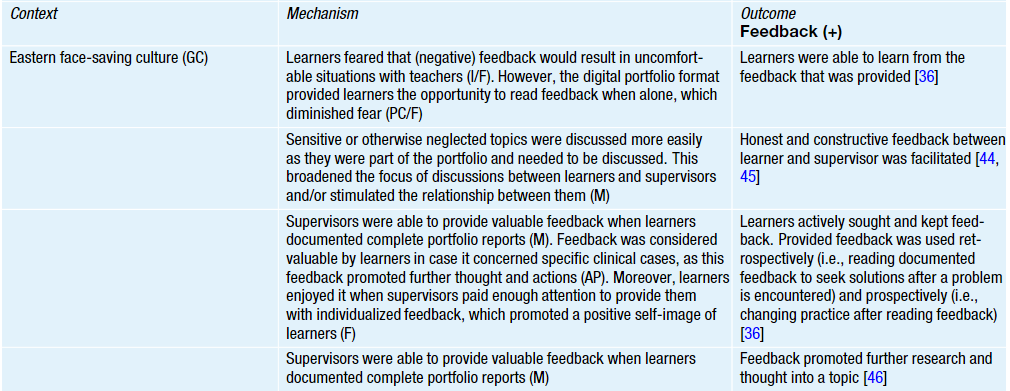 Context
Mechanism
Outcome
Feedback (+)
Eastern face-saving culture (GC)
Learners feared that (negative) feedback would result in uncomfort-
able situations with teachers (I/F). However, the digital portfolio format
provided learners the opportunity to read feedback when alone, which
diminished fear (PC/F)
Learners were able to learn from the
feedback that was provided [36]
Sensitive or otherwise neglected topics were discussed more easily
as they were part of the portfolio and needed to be discussed. This
broadened the focus of discussions between learners and supervisors
and/or stimulated the relationship between them (M)
Honest and constructive feedback between
learner and supervisor was facilitated [44,
45]
Supervisors were able to provide valuable feedback when learners
documented complete portfolio reports (M). Feedback was considered
valuable by learners in case it concerned specific clinical cases, as this
feedback promoted further thought and actions (AP). Moreover, learners
enjoyed it when supervisors paid enough attention to provide them
with individualized feedback, which promoted a positive self-image of
learners (F)
Learners actively sought and kept feed-
back. Provided feedback was used ret-
rospectively (i.e., reading documented
feedback to seek solutions after a problem
is encountered) and prospectively (i.e.,
changing practice after reading feedback)
[36]
Supervisors were able to provide valuable feedback when learners
documented complete portfolio reports (M)
Feedback promoted further research and
thought into a topic [46]